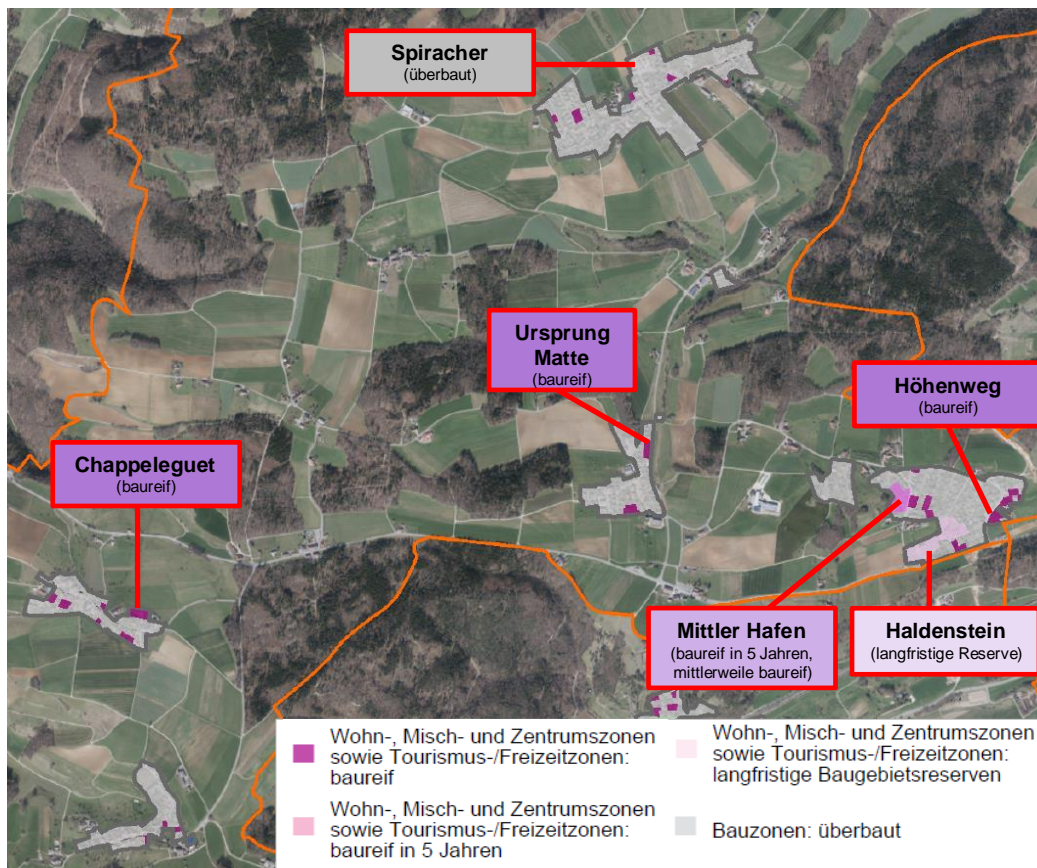 Spiracher
(überbaut)
Ursprung
Matte
(baureif)
Höhenweg
(baureif)
Chappeleguet
(baureif)
Mittler Hafen
(baureif in 5 Jahren,
mittlerweile baureif)
Haldenstein
(langfristige Reserve)
Wohn-, Misch- und Zentrumszonen
sowie Tourismus-/Freizeitzonen:
baureif
Wohn-, Misch- und Zentrumszonen
sowie Tourismus-/Freizeitzonen:
baureif in 5 Jahren
Wohn-, Misch- und Zentrumszonen
sowie Tourismus-/Freizeitzonen:
langfristige Baugebietsreserven
Bauzonen: überbaut